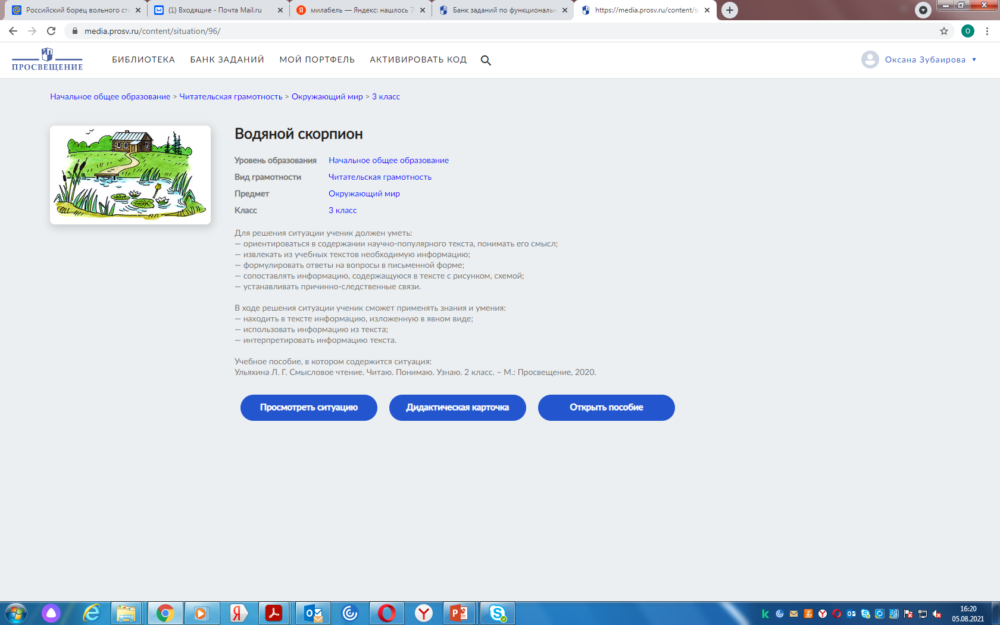 Российский борец вольного ст
(1) Входящие - Почта Mail.ru
милабель — Яндекс: нашлось 7
Банк заданий по функциональн
https://media.prosv.ru/content/s
media.prosv.ru/content/situation/96/
О
ПРОСВЕЩЕНИЕ
БИБЛИОТЕКА
БАНК ЗАДАНИЙ
МОЙ ПОРТФЕЛЬ
АКТИВИРОВАТЬ КОД
Оксана Зубаирова
Начальное общее образование > Читательская грамотность > Окружающий мир > 3 класс
Водяной скорпион
Уровень образования Начальное общее образование
Вид грамотности Читательская грамотность
Предмет Окружающий мир
Класс 3 класс
Для решения ситуации ученик должен уметь:
— ориентироваться в содержании научно-популярного текста, понимать его смысл;
— извлекать из учебных текстов необходимую информацию;
— формулировать ответы на вопросы в письменной форме;
— сопоставлять информацию, содержащуюся в тексте с рисунком, схемой;
— устанавливать причинно-следственные связи.
В ходе решения ситуации ученик сможет применять знания и умения:
— находить в тексте информацию, изложенную в явном виде;
— использовать информацию из текста;
— интерпретировать информацию текста.
Учебное пособие, в котором содержится ситуация:
Ульяхина Л. Г. Смысловое чтение. Читаю. Понимаю. Узнаю. 2 класс. – М.: Просвещение, 2020.
Просмотреть ситуацию
Дидактическая карточка
Открыть пособие
16:20
05.08.2021